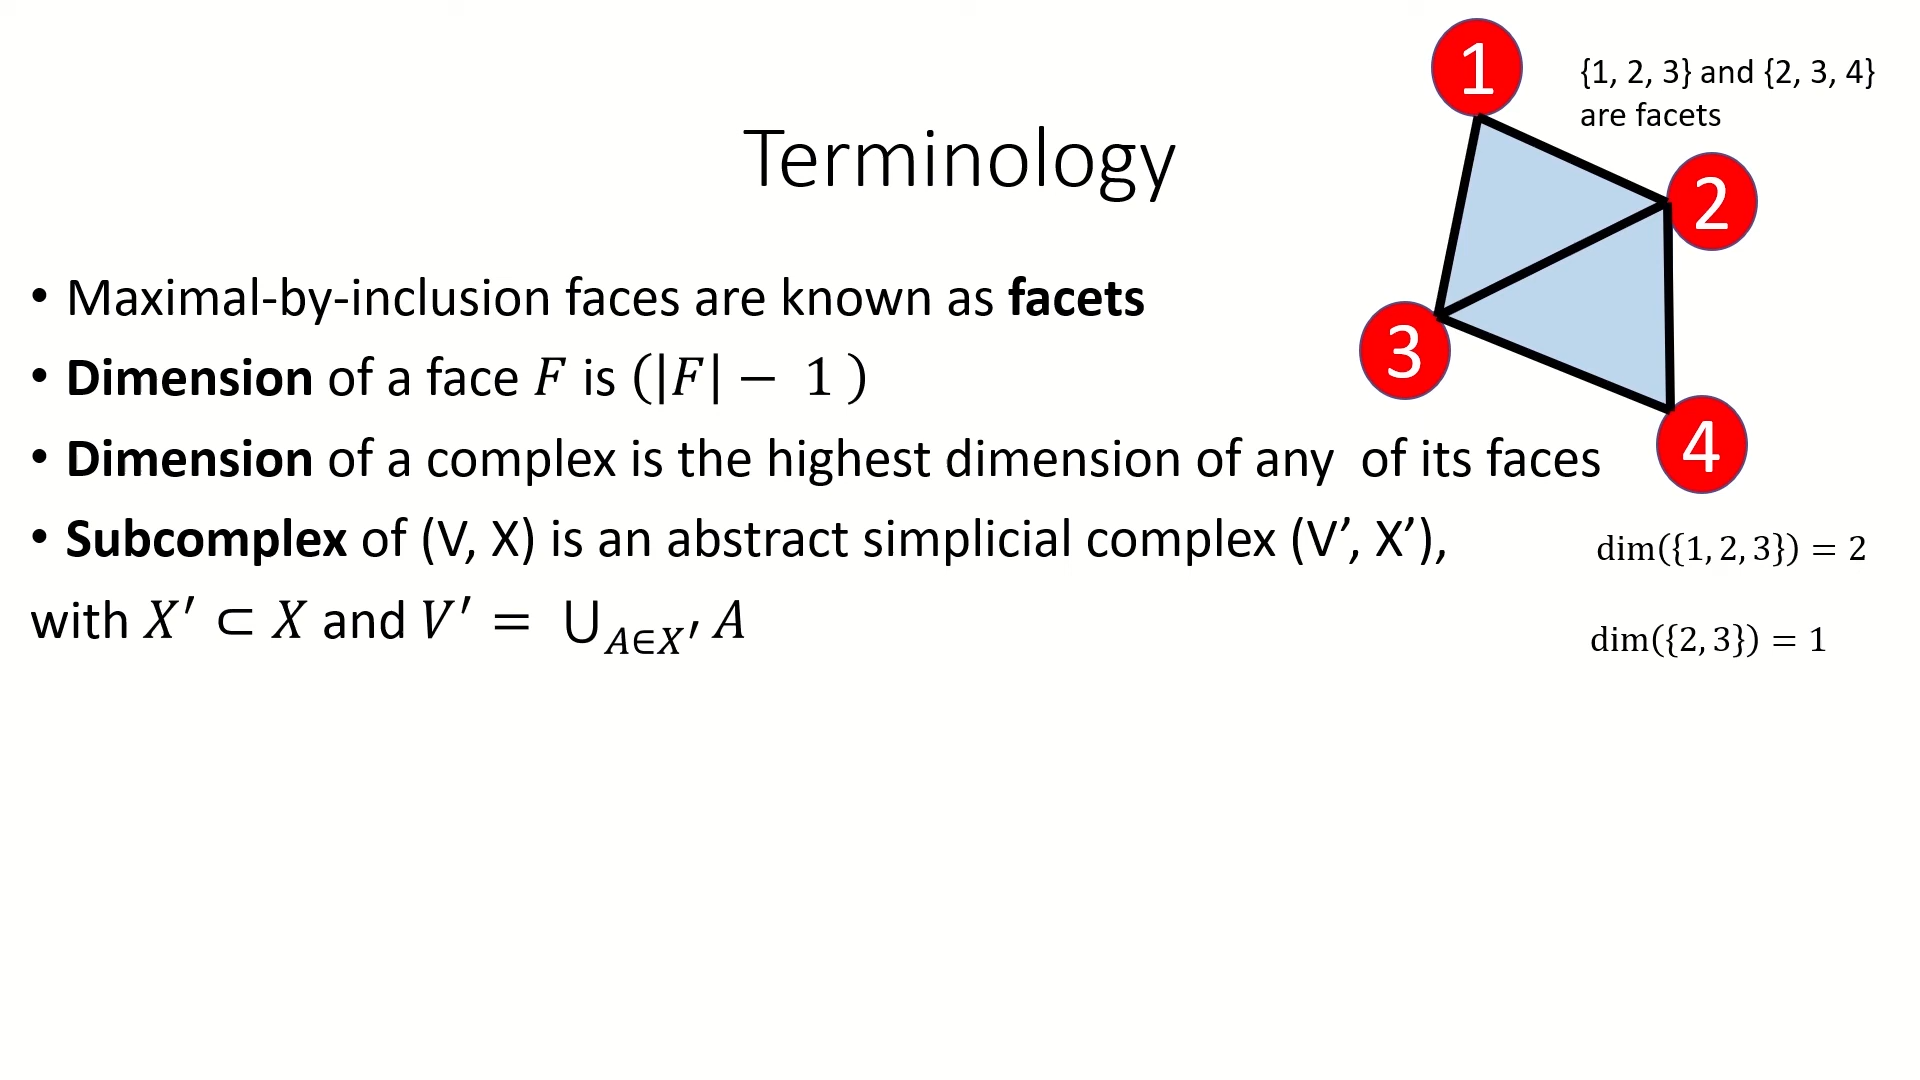 Terminology
• Maximal-by-inclusion faces are known as facets
• Dimension of a face F is (|F| − 1 )
• Dimension of a complex is the highest dimension of any of its faces
• Subcomplex of (V, X) is an abstract simplicial complex (V’, X’),
with X′ ⊂ X and V′ = ⋃_{A∈X′} A
1
{1, 2, 3} and {2, 3, 4}
are facets
2
3
4
dim({1, 2, 3}) = 2
dim({2, 3}) = 1